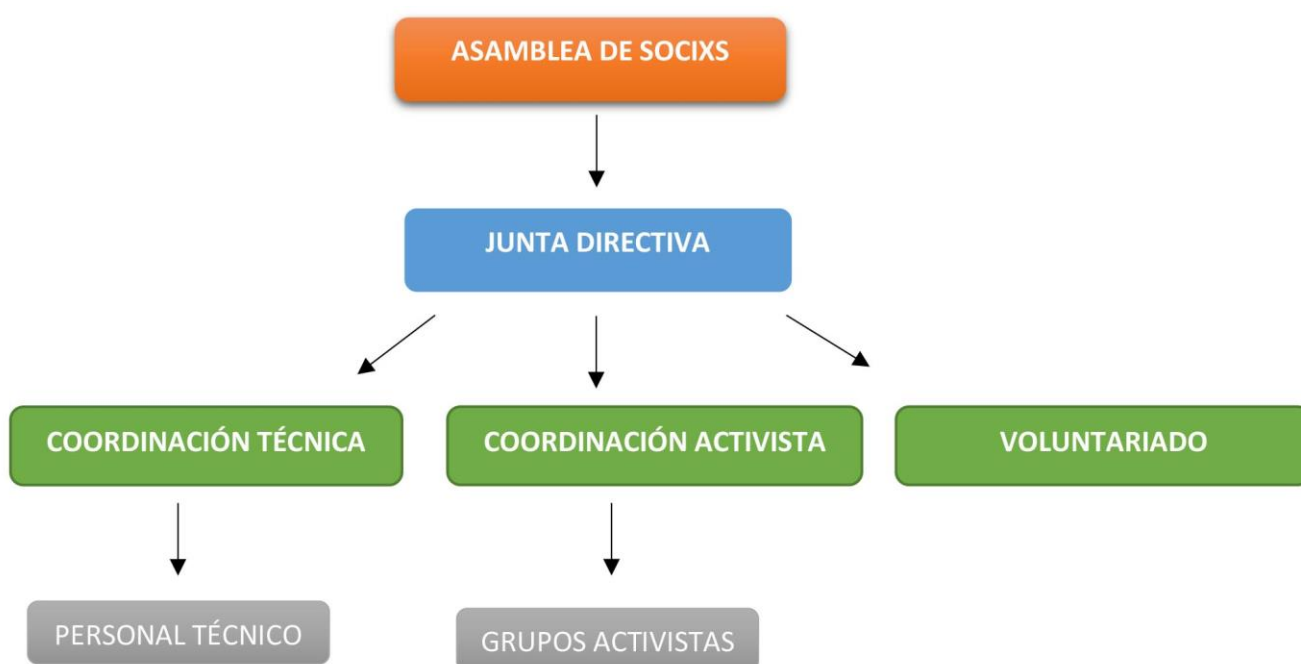 ASAMBLEA DE SOCIXS
JUNTA DIRECTIVA
COORDINACIÓN TÉCNICA
COORDINACIÓN ACTIVISTA
VOLUNTARIADO
PERSONAL TÉCNICO
GRUPOS ACTIVISTAS